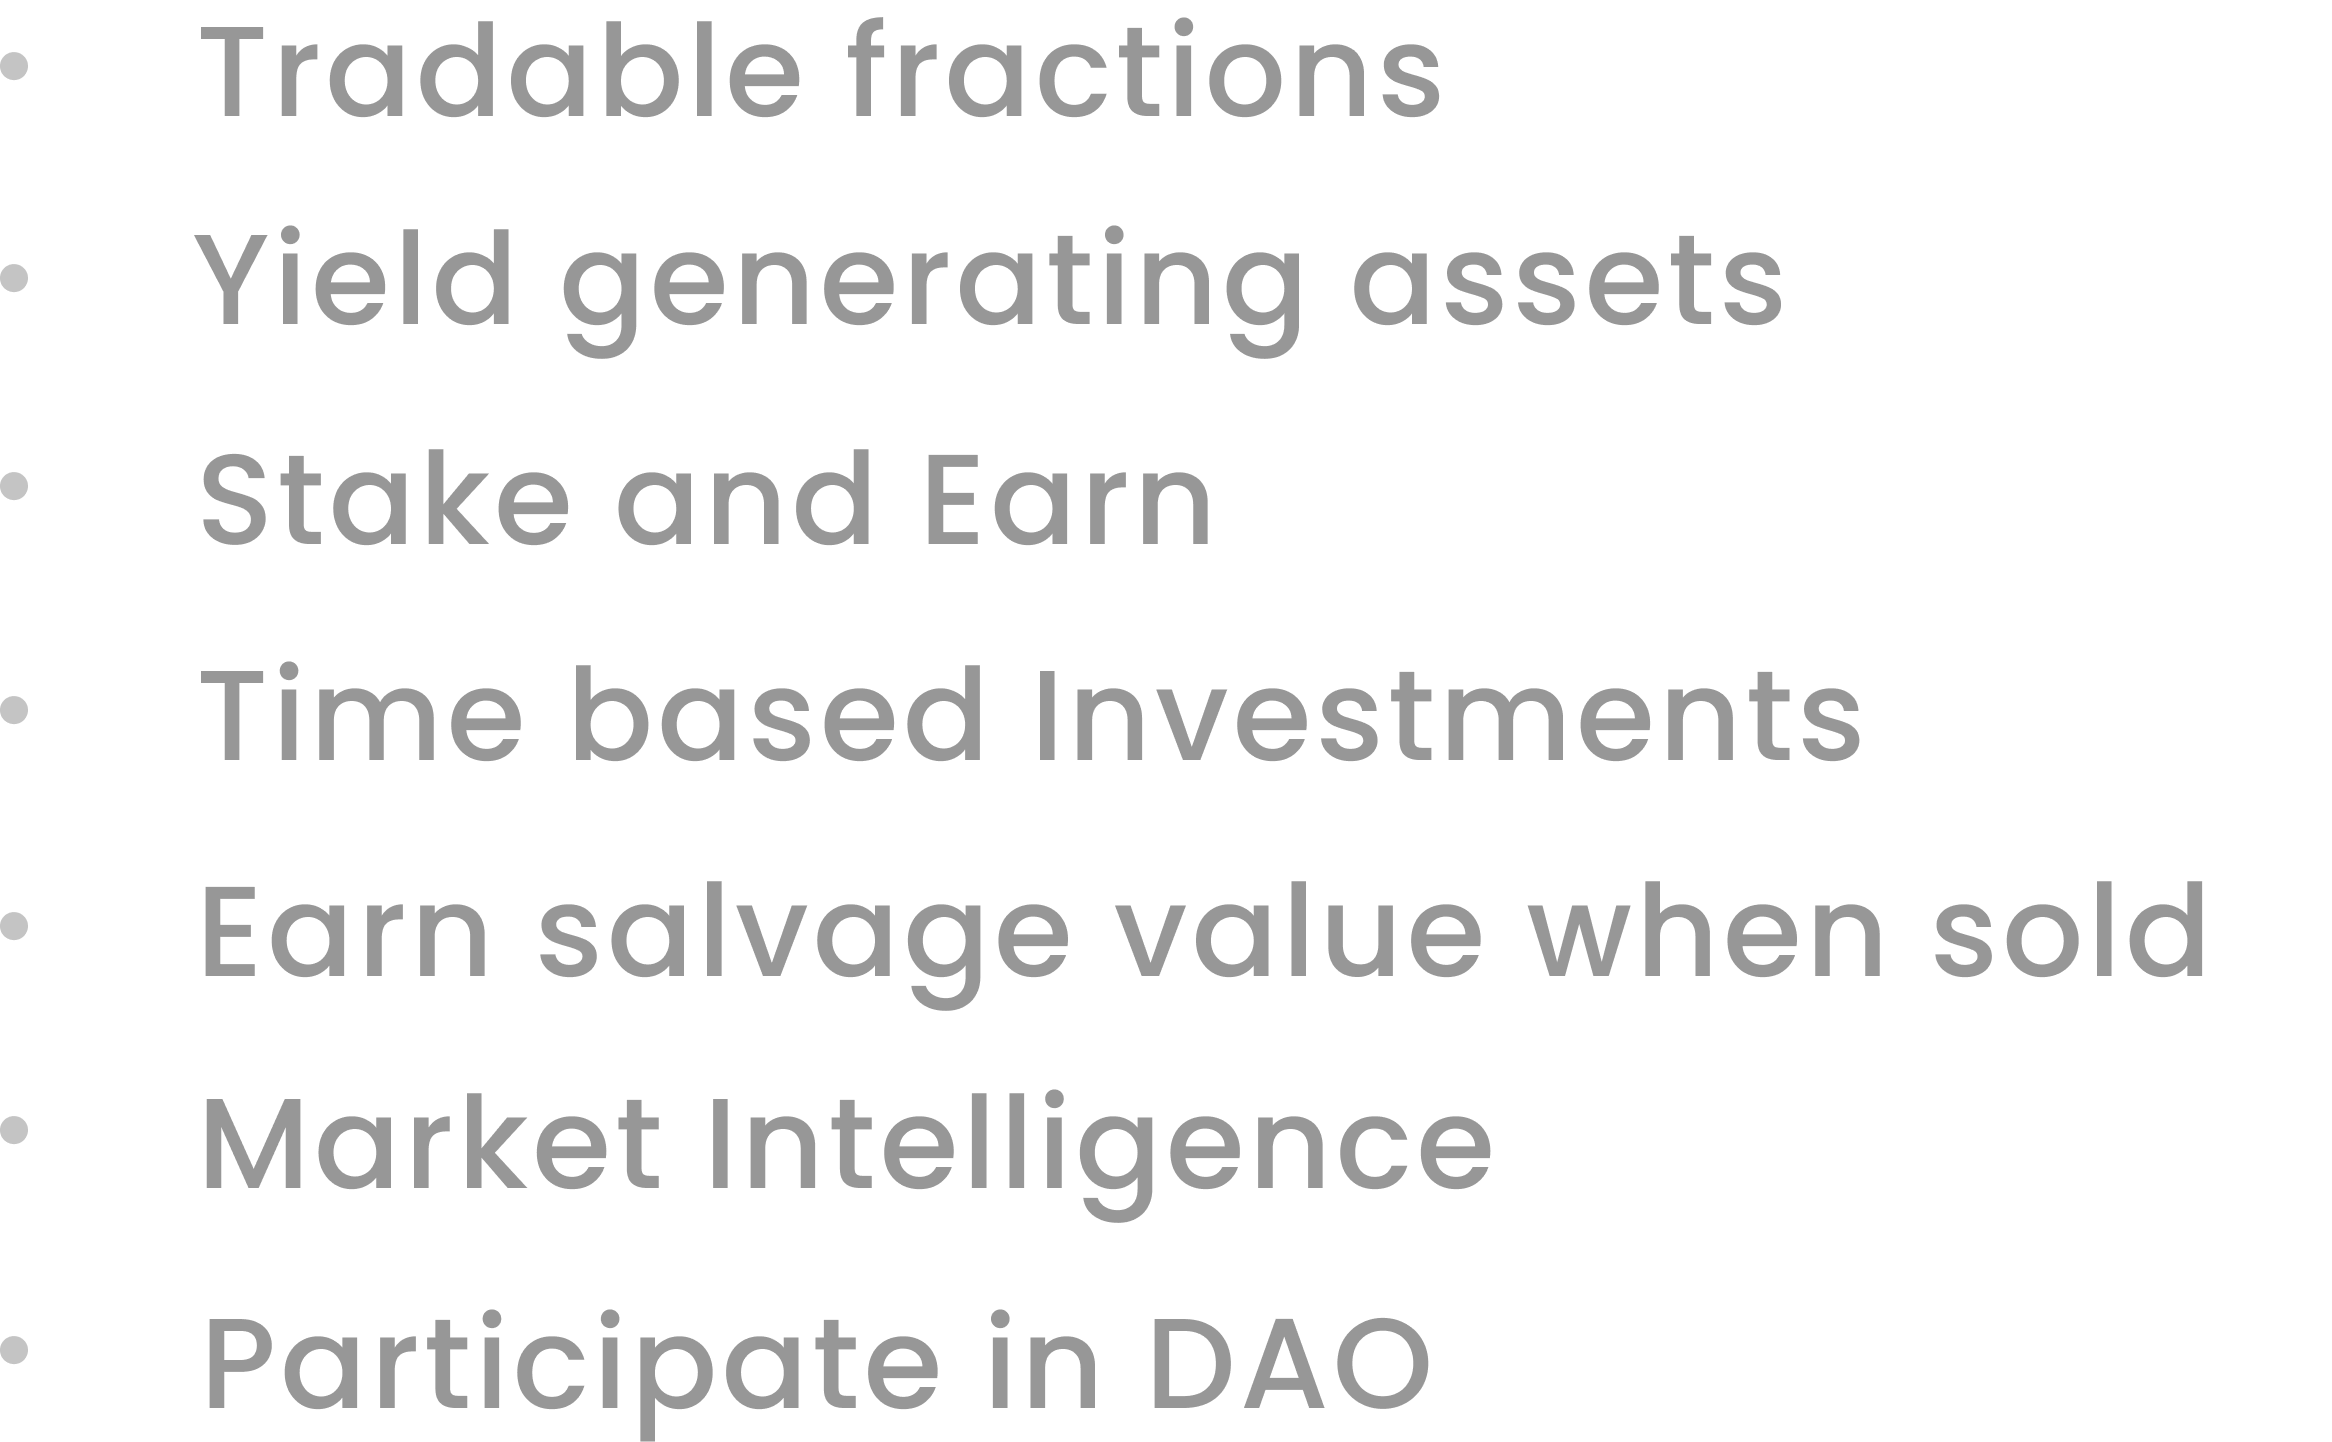 Tradable fractions
Yield generating assets
Stake and Earn
Time based Investments
Earn salvage value when sold
Market Intelligence
Participate in DAO